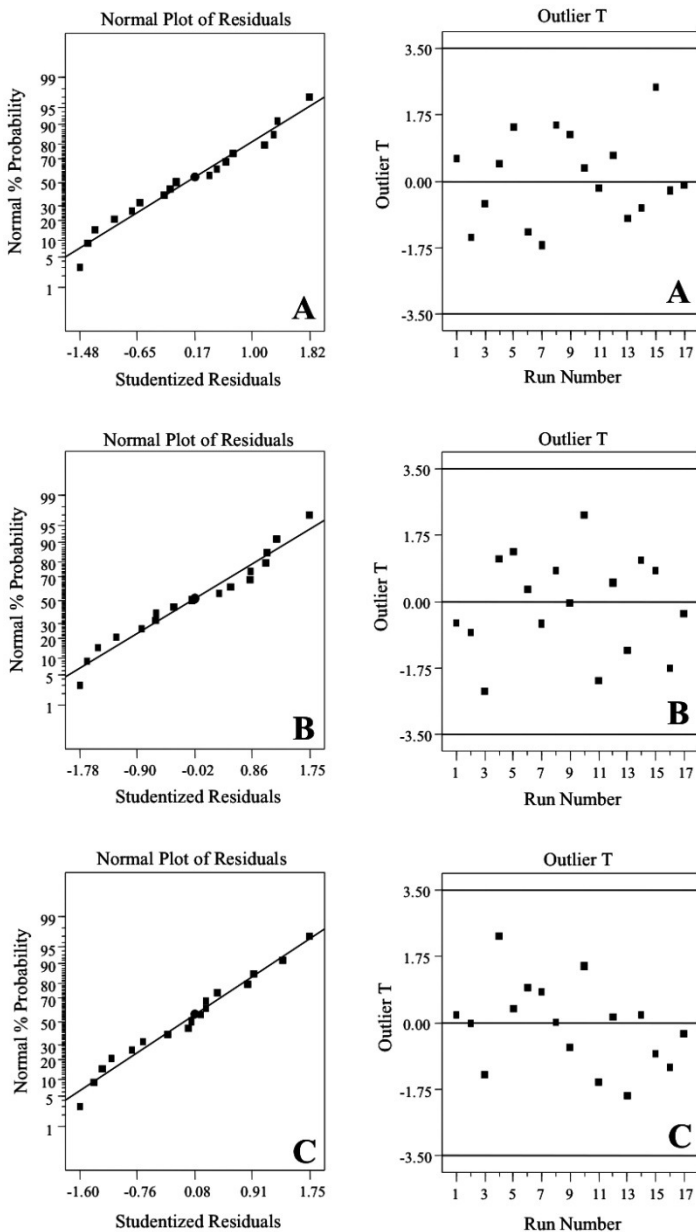 Normal Plot of Residuals
Normal % Probability
99
95
90
80
70
50
30
20
10
5
1
A
-1.48 -0.65 0.17 1.00 1.82
Studentized Residuals
Outlier T
Outlier T
3.50
1.75
0.00
-1.75
-3.50
A
1 3 5 7 9 11 13 15 17
Run Number
Normal Plot of Residuals
Normal % Probability
99
95
90
80
70
50
30
20
10
5
1
B
-1.78 -0.90 -0.02 0.86 1.75
Studentized Residuals
Outlier T
Outlier T
3.50
1.75
0.00
-1.75
-3.50
B
1 3 5 7 9 11 13 15 17
Run Number
Normal Plot of Residuals
Normal % Probability
99
95
90
80
70
50
30
20
10
5
1
C
-1.60 -0.76 0.08 0.91 1.75
Studentized Residuals
Outlier T
Outlier T
3.50
1.75
0.00
-1.75
-3.50
C
1 3 5 7 9 11 13 15 17
Run Number